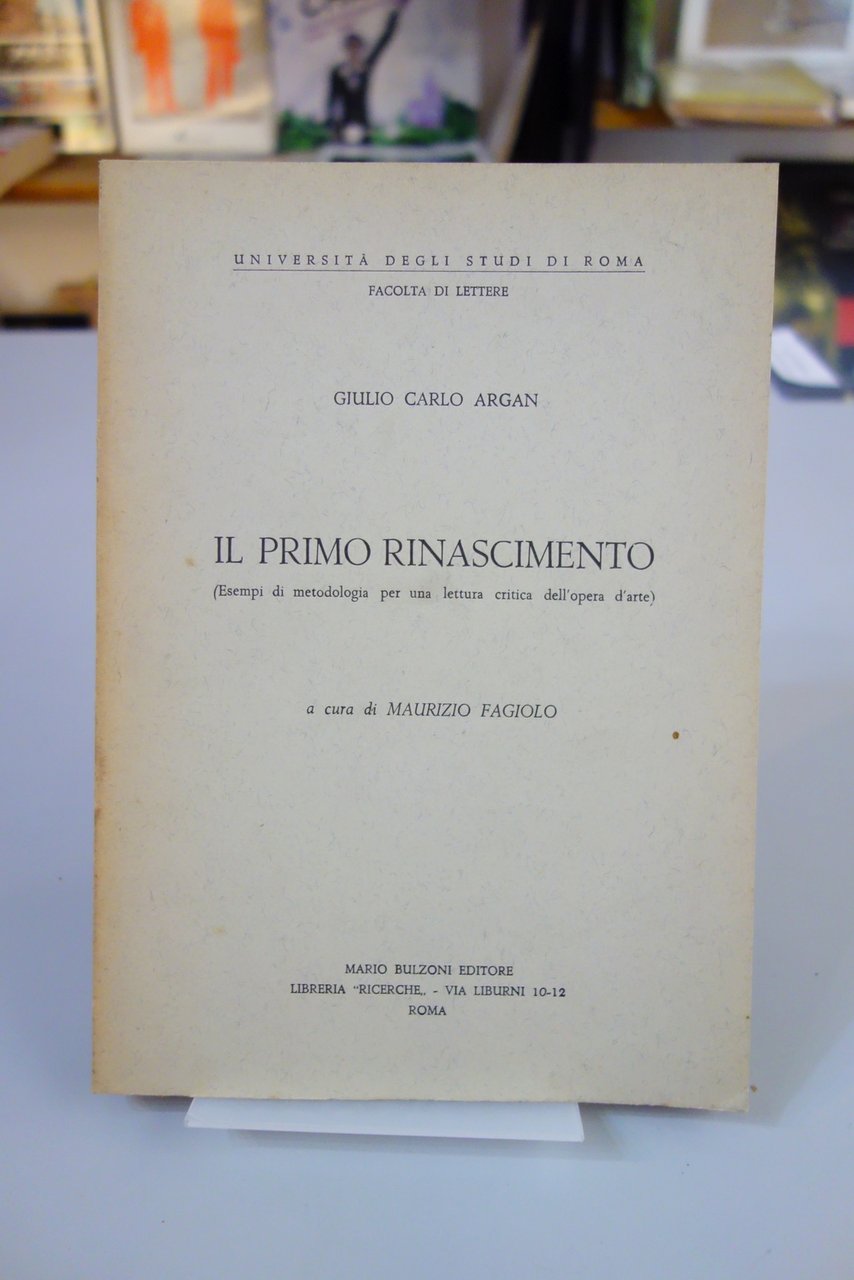 UNIVERSITÀ DEGLI STUDI DI ROMA
FACOLTA DI LETTERE
GIULIO CARLO ARGAN
IL PRIMO RINASCIMENTO
(Esempi di metodologia per una lettura critica dell'opera d'arte)
a cura di MAURIZIO FAGIOLO
MARIO BULZONI EDITORE
LIBRERIA “RICERCHE„ - VIA LIBURNI 10-12
ROMA